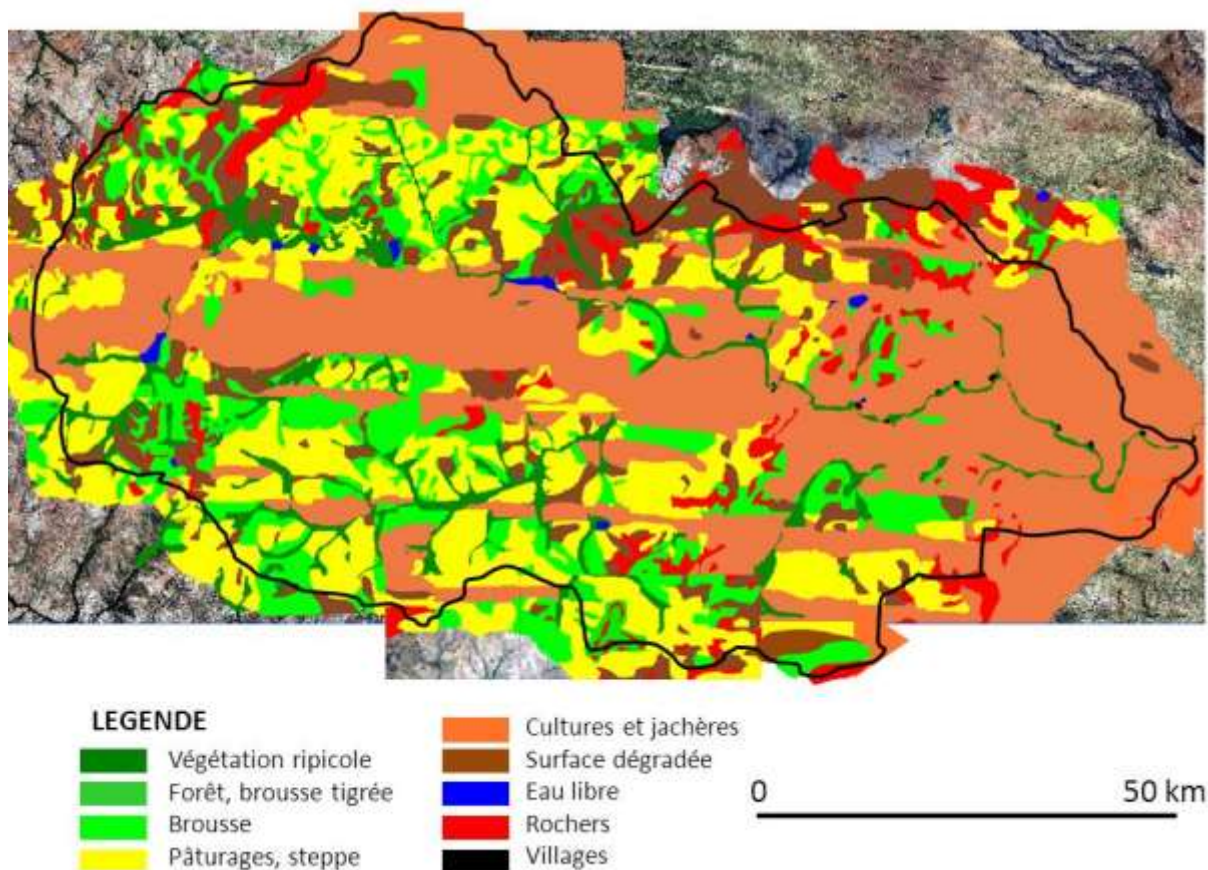 LEGENDE
Végétation ripicole
Forêt, brousse tigrée
Brousse
Pâturages, steppe
Cultures et jachères
Surface dégradée
Eau libre
Rochers
Villages
0 50 km